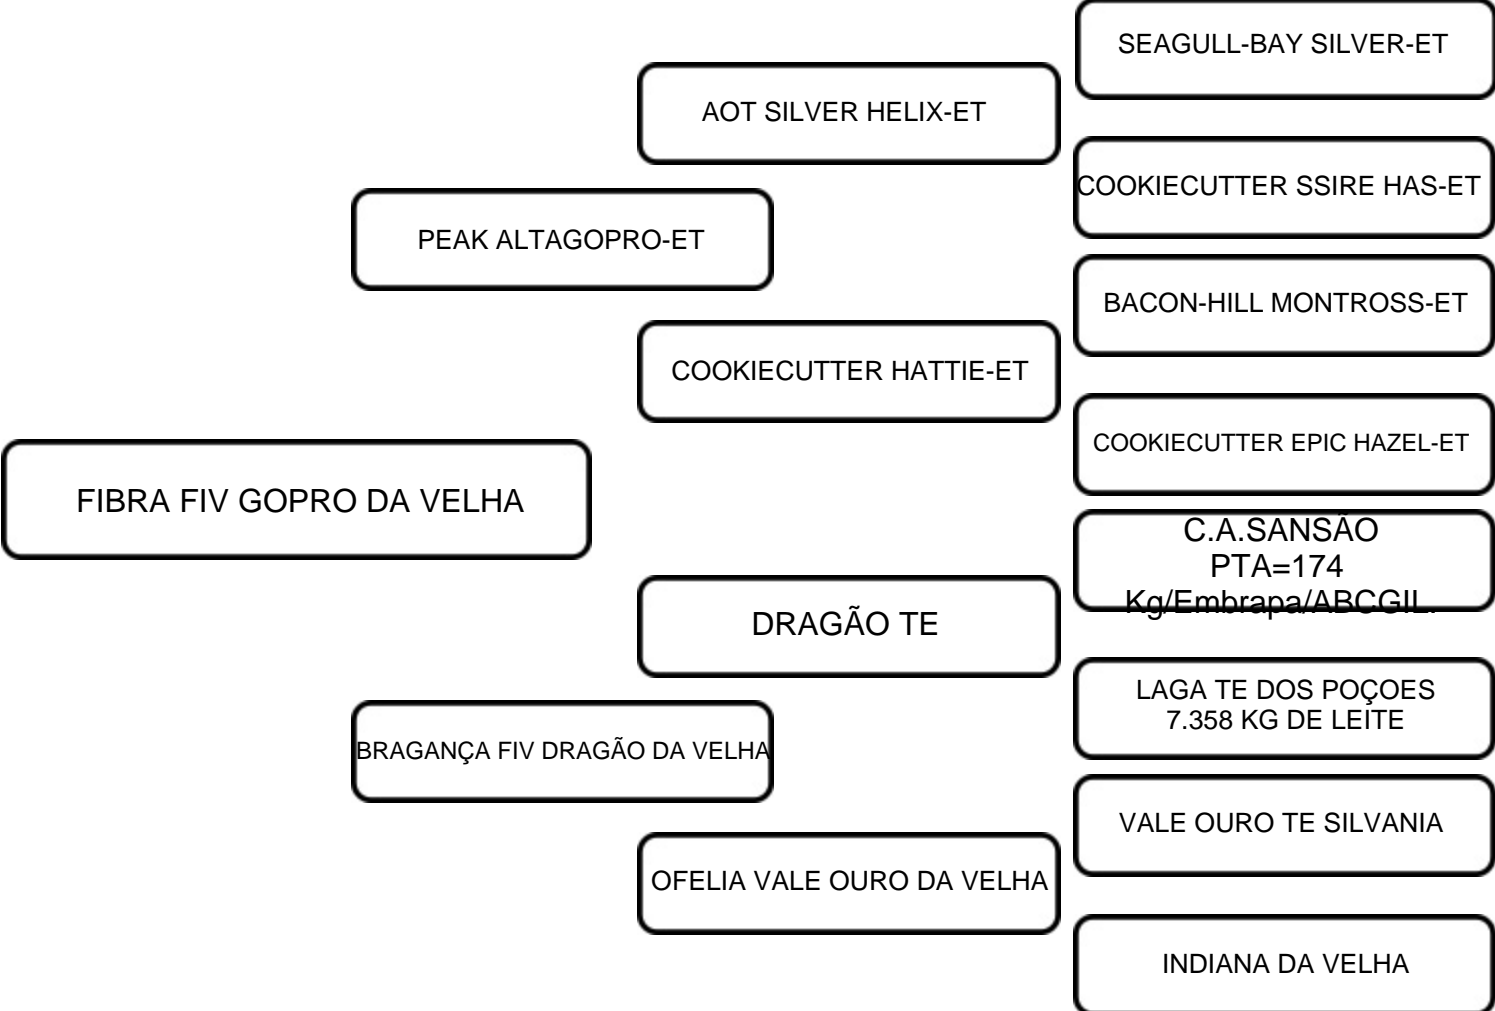 SEAGULL-BAY SILVER-ET
AOT SILVER HELIX-ET
COOKIECUTTER SSIRE HAS-ET
PEAK ALTAGOPRO-ET
BACON-HILL MONTROSS-ET
COOKIECUTTER HATTIE-ET
COOKIECUTTER EPIC HAZEL-ET
FIBRA FIV GOPRO DA VELHA
C.A.SANSÃO
PTA=174
Kg/Embrapa/ABCGIL.
DRAGÃO TE
LAGA TE DOS POÇOES
7.358 KG DE LEITE
BRAGANÇA FIV DRAGÃO DA VELHA
VALE OURO TE SILVANIA
OFELIA VALE OURO DA VELHA
INDIANA DA VELHA